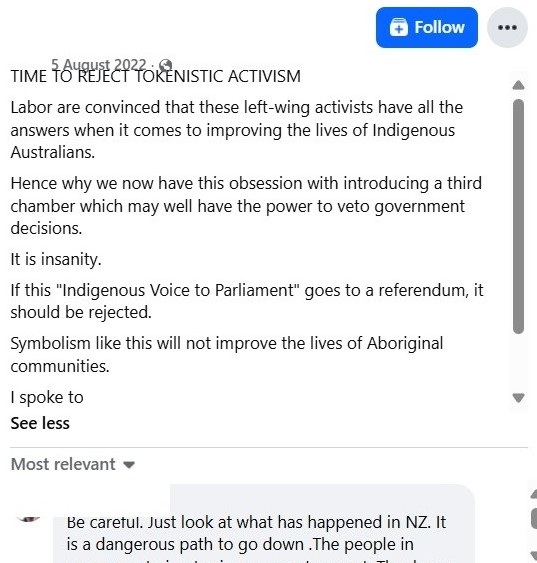 Follow
5 August 2022 ·
TIME TO REJECT TOKENISTIC ACTIVISM
Labor are convinced that these left-wing activists have all the
answers when it comes to improving the lives of Indigenous
Australians.
Hence why we now have this obsession with introducing a third
chamber which may well have the power to veto government
decisions.
It is insanity.
If this "Indigenous Voice to Parliament" goes to a referendum, it
should be rejected.
Symbolism like this will not improve the lives of Aboriginal
communities.
I spoke to
See less
Most relevant
Be careful. Just look at what has happened in NZ. It
is a dangerous path to go down .The people in